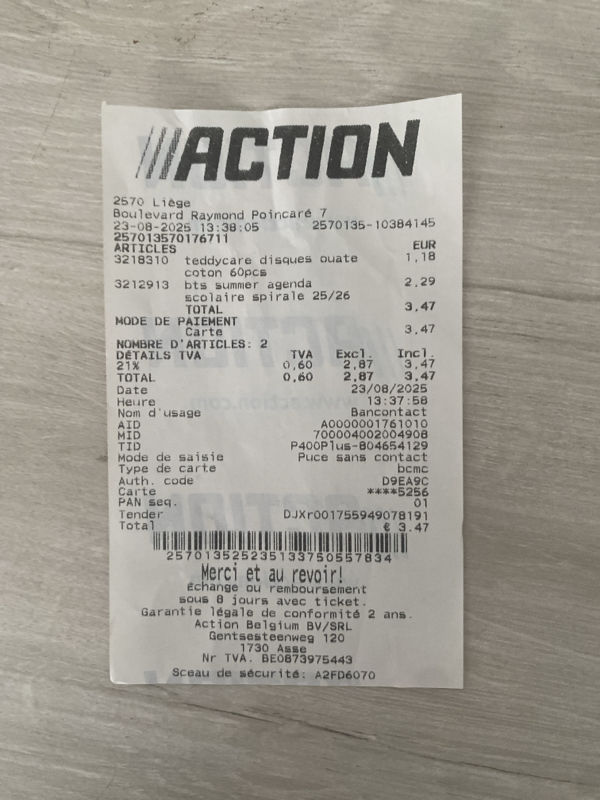 ACTION
2570 Liège
Boulevard Raymond Poincaré 7
23-08-2025 13:38:05 2570135-10384145
257013570176711
ARTICLES EUR
3218310 teddycare disques ouate 1,18
coton 60pcs
3212913 bts summer agenda 2,29
scolaire spirale 25/26
TOTAL 3,47
MODE DE PAIEMENT
Carte 3,47
NOMBRE D'ARTICLES: 2
DÉTAILS TVA TVA Excl. Incl.
21% 0,60 2,87 3,47
TOTAL 0,60 2,87 3,47
Date 23/08/2025
Heure 13:37:58
Nom d'usage Bancontact
AID A0000001761010
MID 700004002004908
TID P400Plus-804654129
Mode de saisie Puce sans contact
Type de carte bcmc
Auth. code D9EA9C
Carte ****5256
PAN seq. 01
Tender DJXr001755949078191
Total € 3.47
2570135252351337505578​34
Merci et au revoir!
Échange ou remboursement
sous 8 jours avec ticket.
Garantie légale de conformité 2 ans.
Action Belgium BV/SRL
Gentsesteenweg 120
1730 Asse
Nr TVA. BE0873975443
Sceau de sécurité: A2FD6070